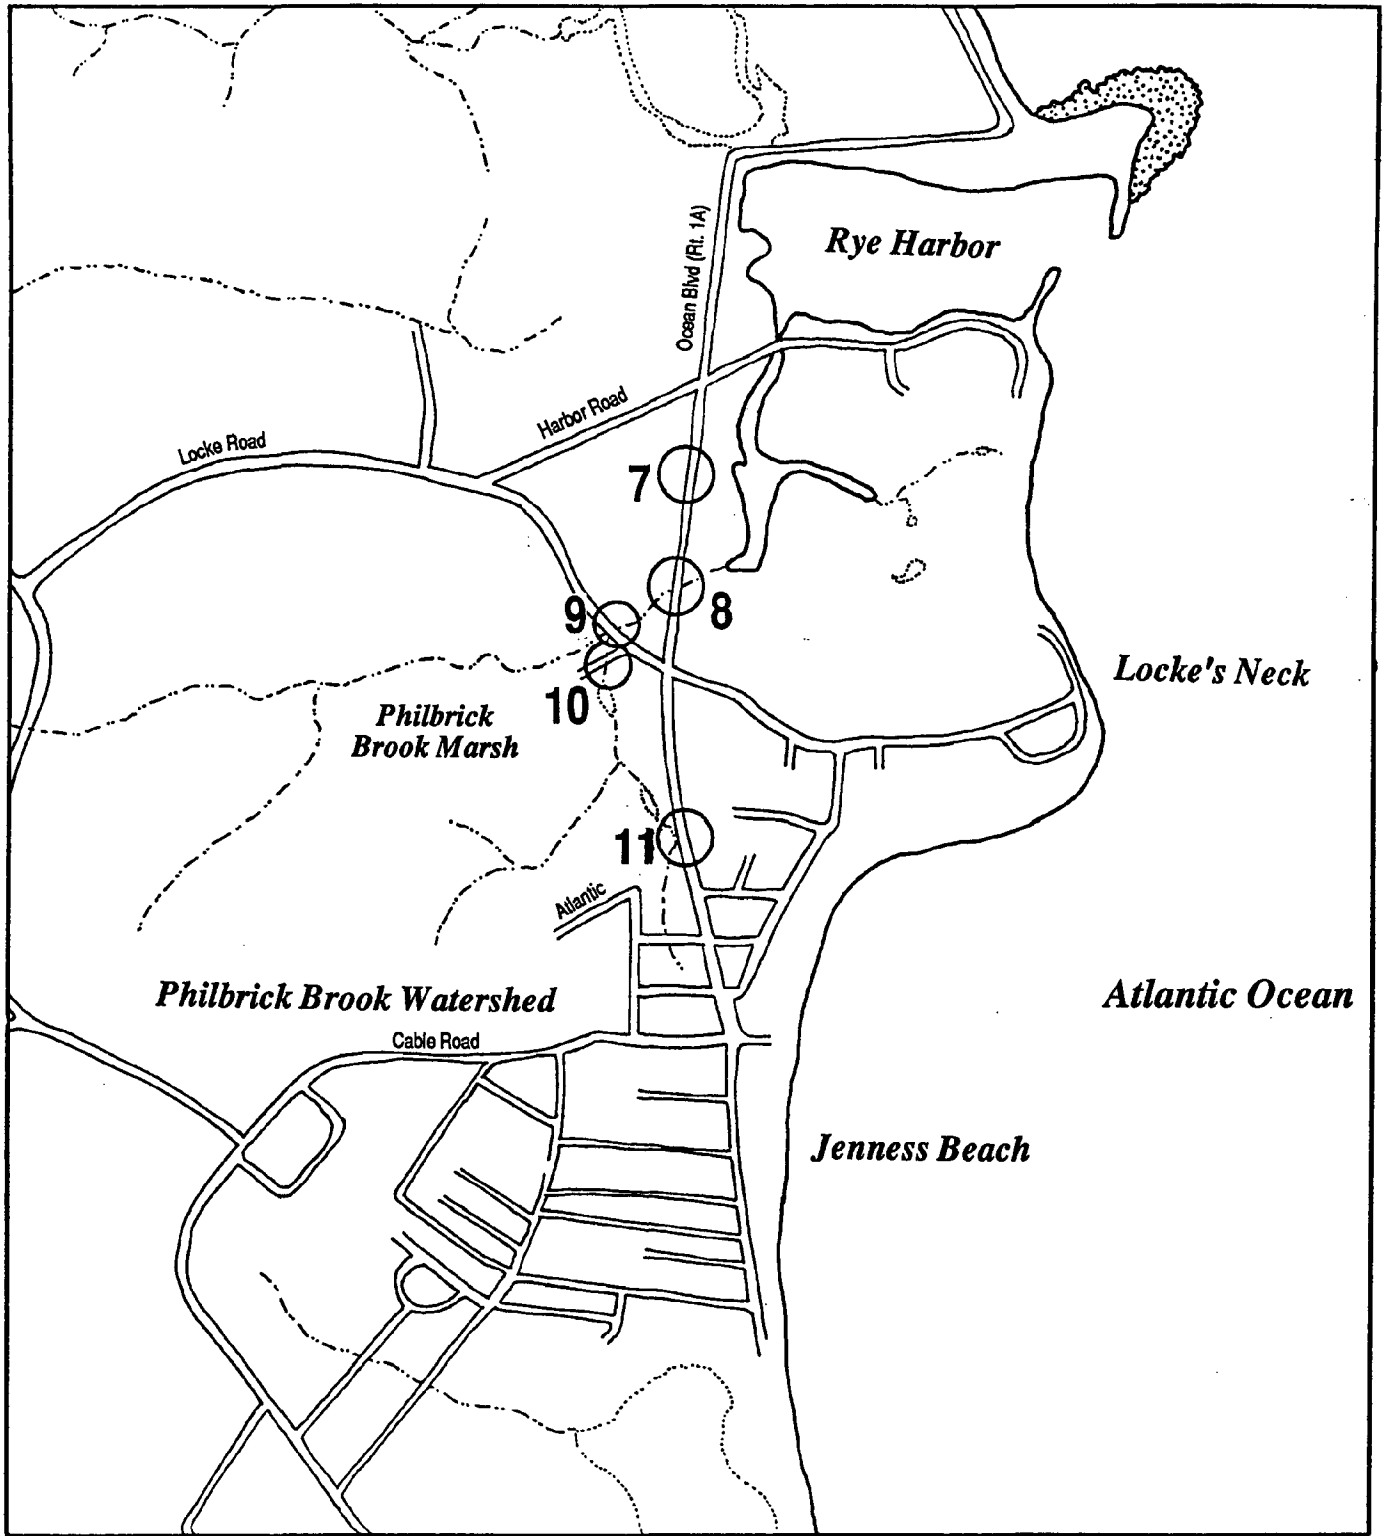 Rye Harbor
Ocean Blvd (Rt. 1A)
Harbor Road
Locke Road
7
8
9
10
Locke's Neck
Philbrick
Brook Marsh
11
Atlantic
Philbrick Brook Watershed
Atlantic Ocean
Cable Road
Jenness Beach